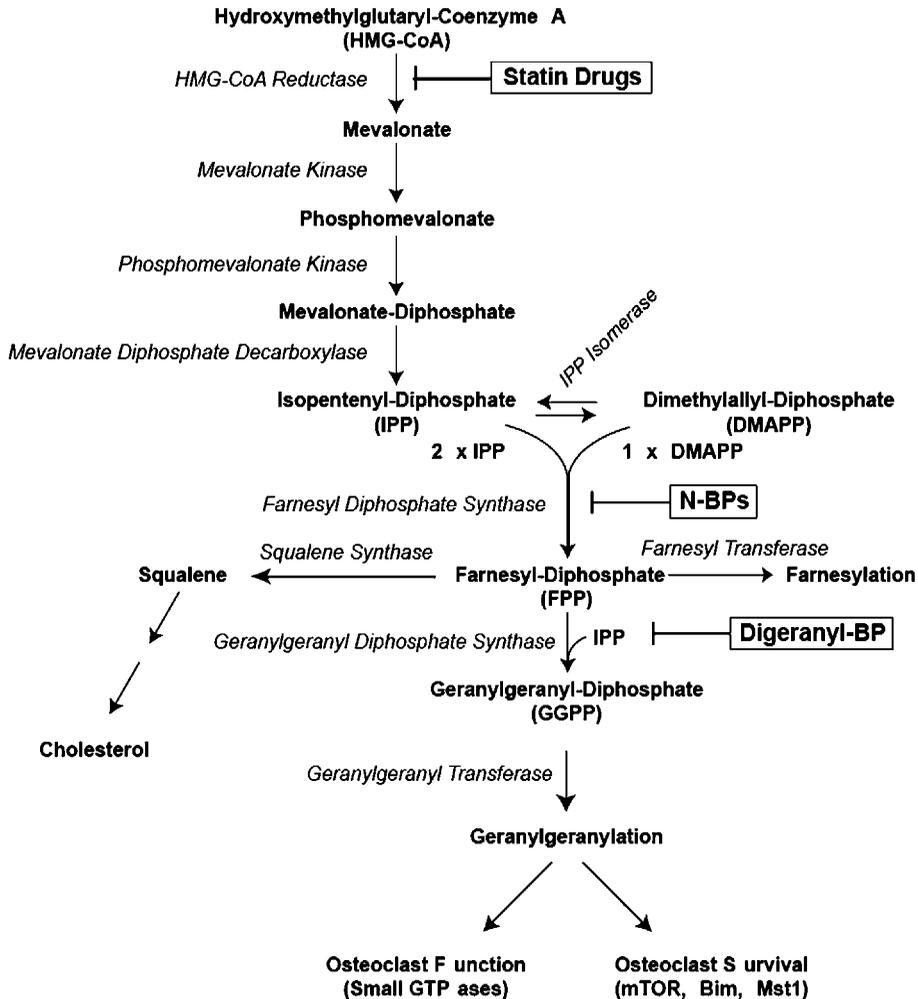 Hydroxymethylglutaryl-Coenzyme A
(HMG-CoA)
HMG-CoA Reductase
Statin Drugs
Mevalonate
Mevalonate Kinase
Phosphomevalonate
Phosphomevalonate Kinase
Mevalonate-Diphosphate
Mevalonate Diphosphate Decarboxylase
IPP Isomerase
Isopentenyl-Diphosphate
(IPP)
Dimethylallyl-Diphosphate
(DMAPP)
2 x IPP
1 x DMAPP
Farnesyl Diphosphate Synthase
N-BPs
Squalene Synthase
Farnesyl Transferase
Squalene
Farnesyl-Diphosphate
(FPP)
Farnesylation
Geranylgeranyl Diphosphate Synthase
IPP
Digeranyl-BP
Geranylgeranyl-Diphosphate
(GGPP)
Cholesterol
Geranylgeranyl Transferase
Geranylgeranylation
Osteoclast F unction
(Small GTP ases)
Osteoclast S urvival
(mTOR, Bim, Mst1)